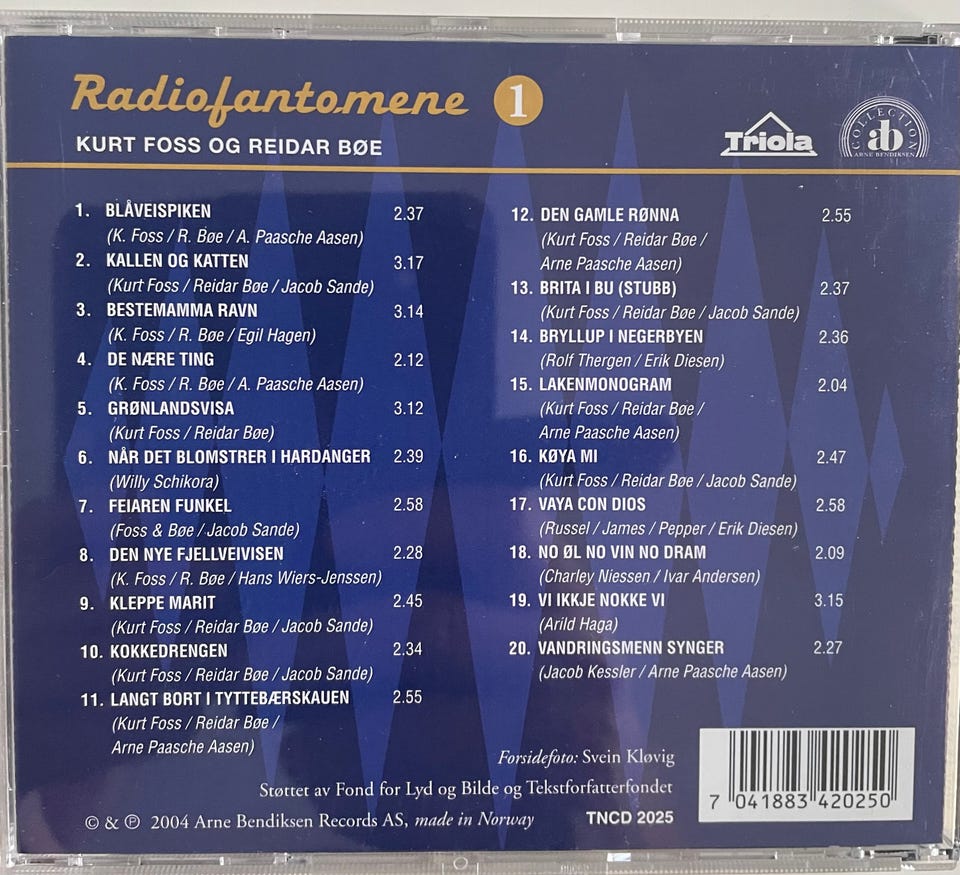 Radiofantomene 1
KURT FOSS OG REIDAR BØE
Triola
COLLECTION
ab
ARNE BENDIKSEN
1. BLÅVEISPIKEN 2.37
(K. Foss / R. Bøe / A. Paasche Aasen)
2. KALLEN OG KATTEN 3.17
(Kurt Foss / Reidar Bøe / Jacob Sande)
3. BESTEMAMMA RAVN 3.14
(K. Foss / R. Bøe / Egil Hagen)
4. DE NÆRE TING 2.12
(K. Foss / R. Bøe / A. Paasche Aasen)
5. GRØNLANDSVISA 3.12
(Kurt Foss / Reidar Bøe)
6. NÅR DET BLOMSTRER I HARDANGER 2.39
(Willy Schikora)
7. FEIAREN FUNKEL 2.58
(Foss & Bøe / Jacob Sande)
8. DEN NYE FJELLVEIVISEN 2.28
(K. Foss / R. Bøe / Hans Wiers-Jenssen)
9. KLEPPE MARIT 2.45
(Kurt Foss / Reidar Bøe / Jacob Sande)
10. KOKKEDRENGEN 2.34
(Kurt Foss / Reidar Bøe / Jacob Sande)
11. LANGT BORT I TYTTEBÆRSKAUEN 2.55
(Kurt Foss / Reidar Bøe /
Arne Paasche Aasen)
12. DEN GAMLE RØNNA 2.55
(Kurt Foss / Reidar Bøe /
Arne Paasche Aasen)
13. BRITA I BU (STUBB) 2.37
(Kurt Foss / Reidar Bøe / Jacob Sande)
14. BRYLLUP I NEGERBYEN 2.36
(Rolf Thergen / Erik Diesen)
15. LAKENMONOGRAM 2.04
(Kurt Foss / Reidar Bøe /
Arne Paasche Aasen)
16. KØYA MI 2.47
(Kurt Foss / Reidar Bøe / Jacob Sande)
17. VAYA CON DIOS 2.58
(Russel / James / Pepper / Erik Diesen)
18. NO ØL NO VIN NO DRAM 2.09
(Charley Niessen / Ivar Andersen)
19. VI IKKJE NOKKE VI 3.15
(Arild Haga)
20. VANDRINGSMENN SYNGER 2.27
(Jacob Kessler / Arne Paasche Aasen)
Forsidefoto: Svein Kløvig
Støttet av Fond for Lyd og Bilde og Tekstforfatterfondet
© & ℗ 2004 Arne Bendiksen Records AS, made in Norway TNCD 2025
7 041883 420250